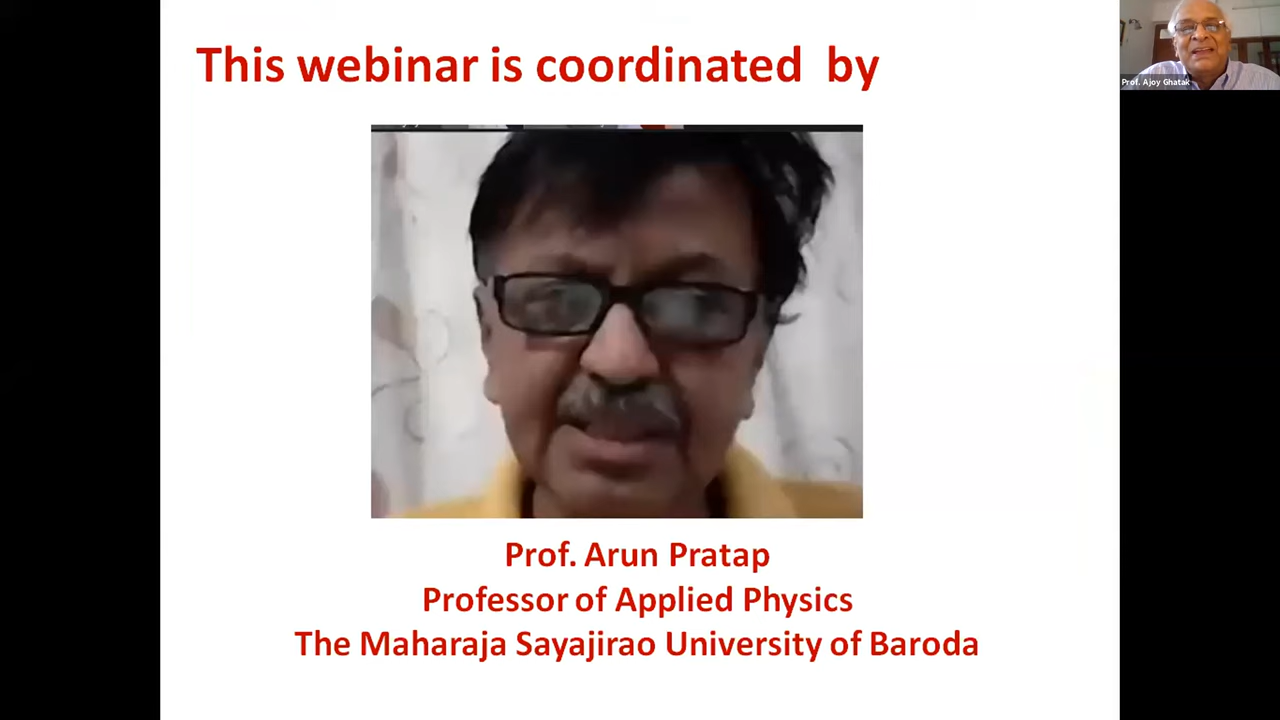 This webinar is coordinated by
Prof. Ajoy Ghatak
Prof. Arun Pratap
Professor of Applied Physics
The Maharaja Sayajirao University of Baroda